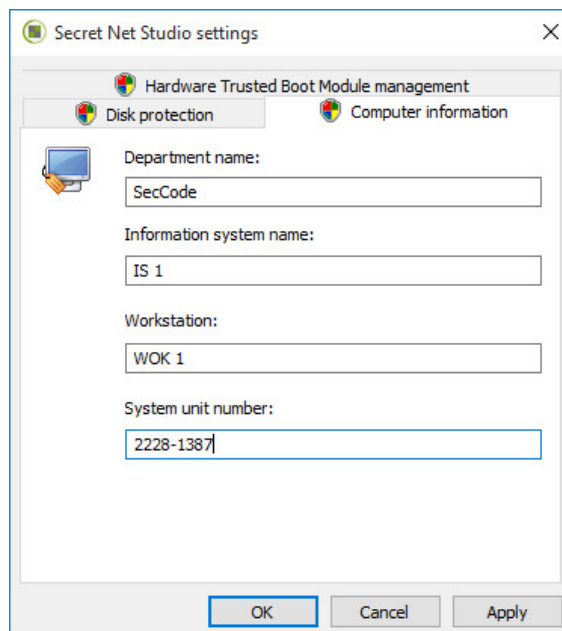 Secret Net Studio settings
Hardware Trusted Boot Module management
Disk protection
Computer information
Department name:
SecCode
Information system name:
IS 1
Workstation:
WOK 1
System unit number:
2228-1387
OK
Cancel
Apply